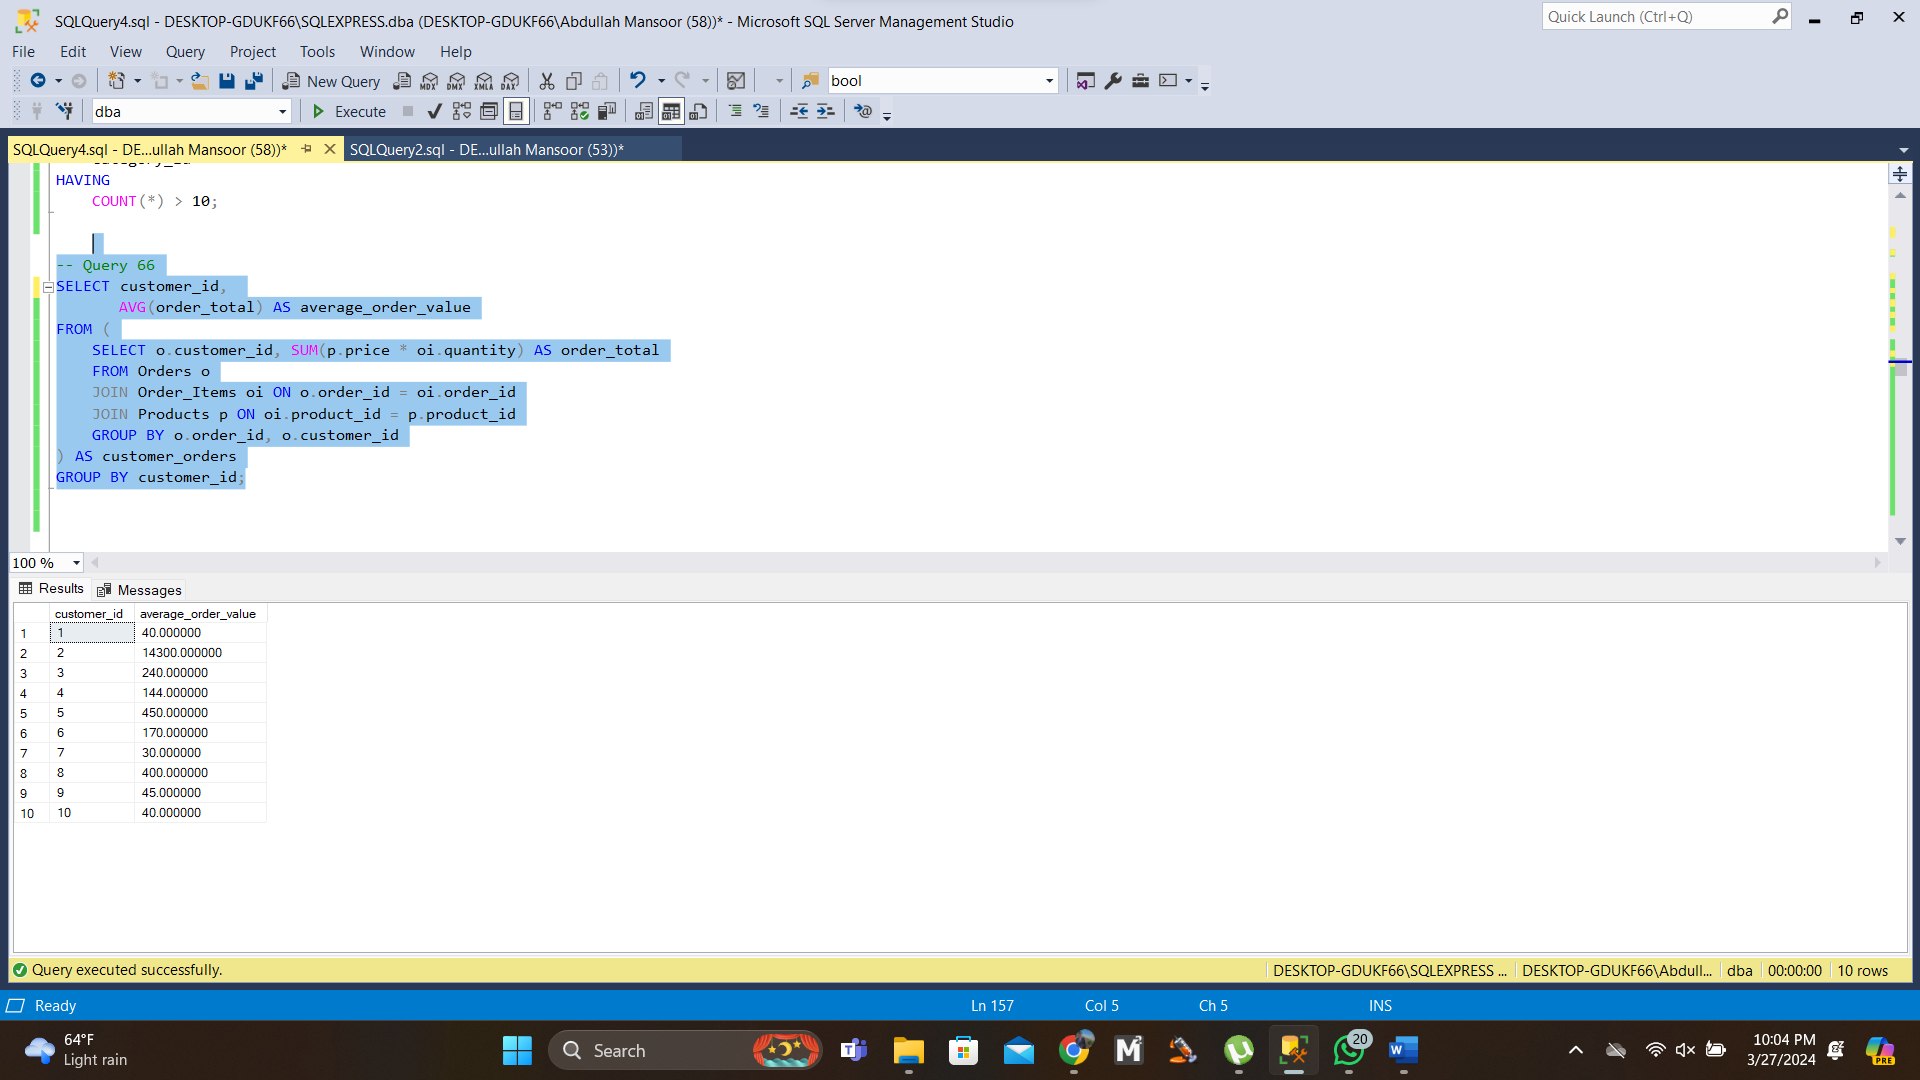 SQLQuery4.sql - DESKTOP-GDUKF66\SQLEXPRESS.dba (DESKTOP-GDUKF66\Abdullah Mansoor (58))* - Microsoft SQL Server Management Studio
Quick Launch (Ctrl+Q)
File Edit View Query Project Tools Window Help
New Query MDX DMX XMLA DAX bool
dba Execute
SQLQuery4.sql - DE...ullah Mansoor (58))* SQLQuery2.sql - DE...ullah Mansoor (53))*
HAVING
COUNT(*) > 10;
-- Query 66
SELECT customer_id,
AVG(order_total) AS average_order_value
FROM (
SELECT o.customer_id, SUM(p.price * oi.quantity) AS order_total
FROM Orders o
JOIN Order_Items oi ON o.order_id = oi.order_id
JOIN Products p ON oi.product_id = p.product_id
GROUP BY o.order_id, o.customer_id
) AS customer_orders
GROUP BY customer_id;
100 %
Results Messages
customer_id average_order_value
1 1 40.000000
2 2 14300.000000
3 3 240.000000
4 4 144.000000
5 5 450.000000
6 6 170.000000
7 7 30.000000
8 8 400.000000
9 9 45.000000
10 10 40.000000
Query executed successfully. DESKTOP-GDUKF66\SQLEXPRESS ... DESKTOP-GDUKF66\Abdull... dba 00:00:00 10 rows
Ready Ln 157 Col 5 Ch 5 INS
64°F
Light rain
Search
20
10:04 PM
3/27/2024
PRE